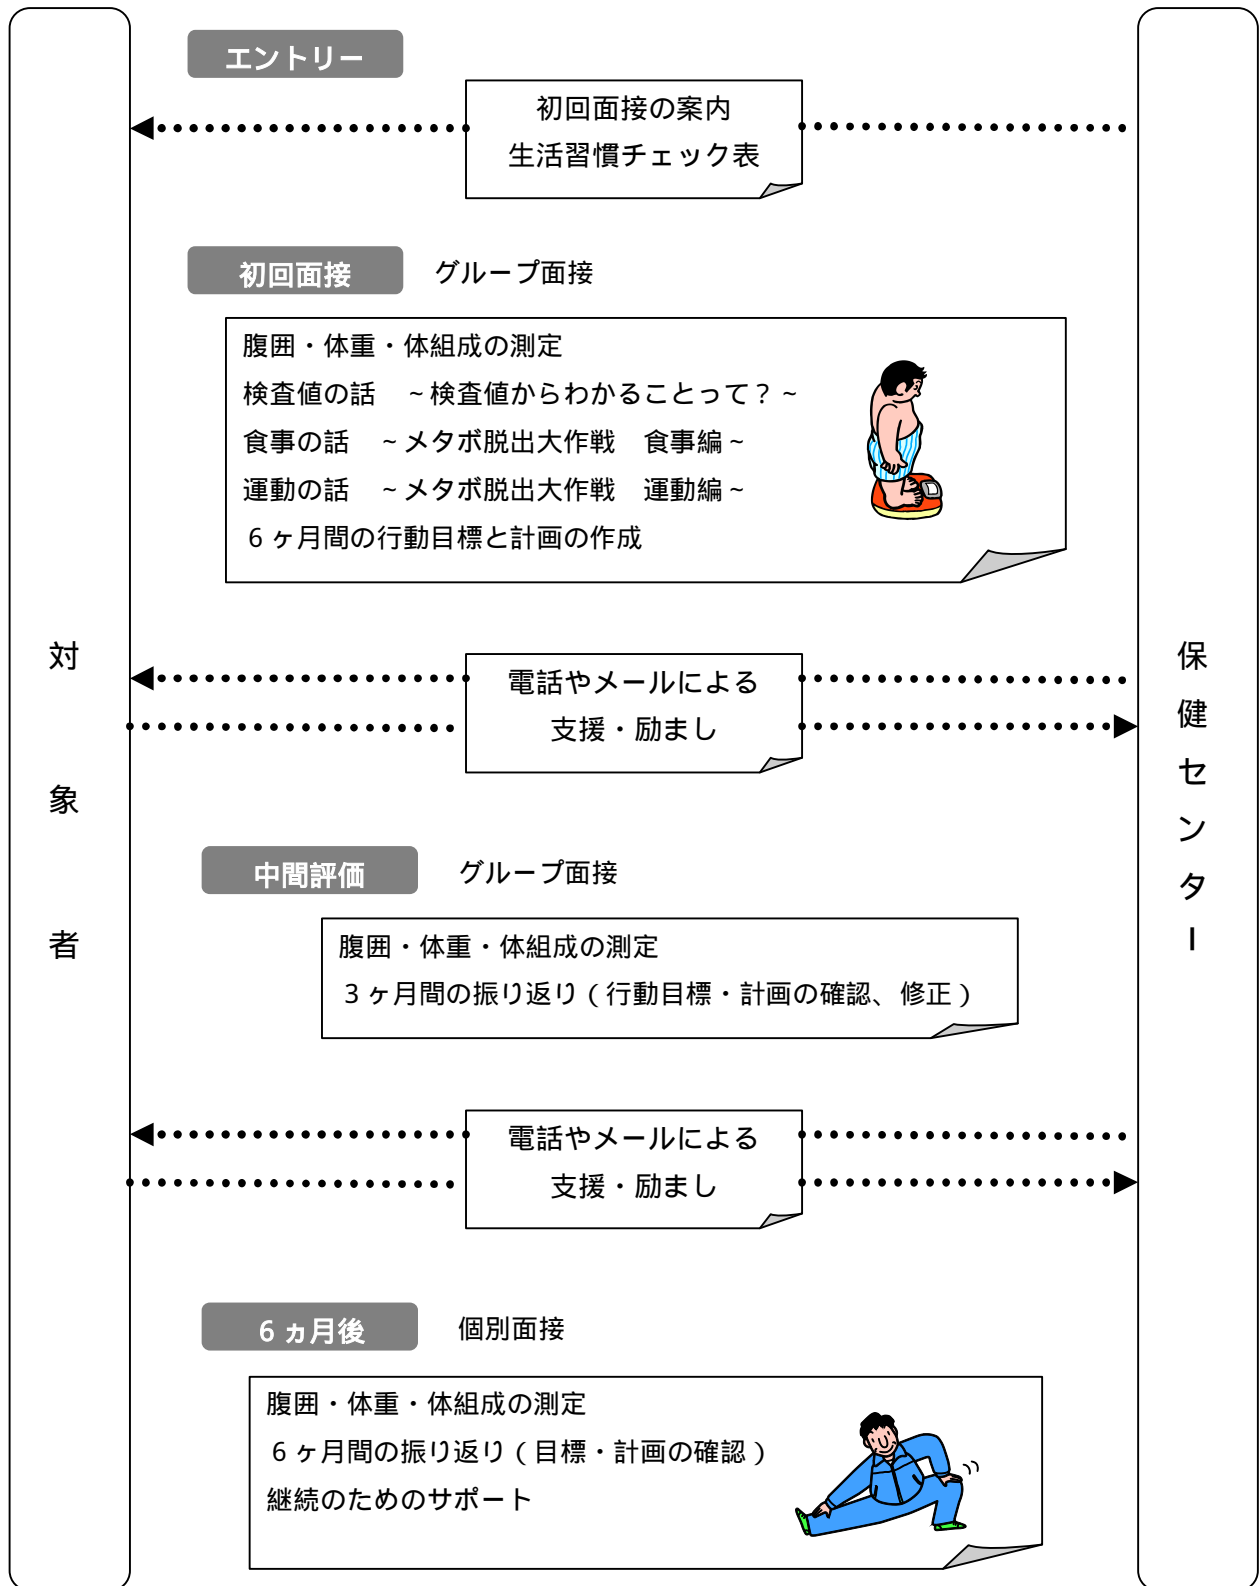 エントリー
初回面接の案内
生活習慣チェック表
初回面接　グループ面接
腹囲・体重・体組成の測定
検査値の話　～検査値からわかることって？～
食事の話　～メタボ脱出大作戦　食事編～
運動の話　～メタボ脱出大作戦　運動編～
６ヶ月間の行動目標と計画の作成
対象者
保健センター
電話やメールによる
支援・励まし
中間評価　グループ面接
腹囲・体重・体組成の測定
３ヶ月間の振り返り（行動目標・計画の確認、修正）
電話やメールによる
支援・励まし
６ヵ月後　個別面接
腹囲・体重・体組成の測定
６ヶ月間の振り返り（目標・計画の確認）
継続のためのサポート